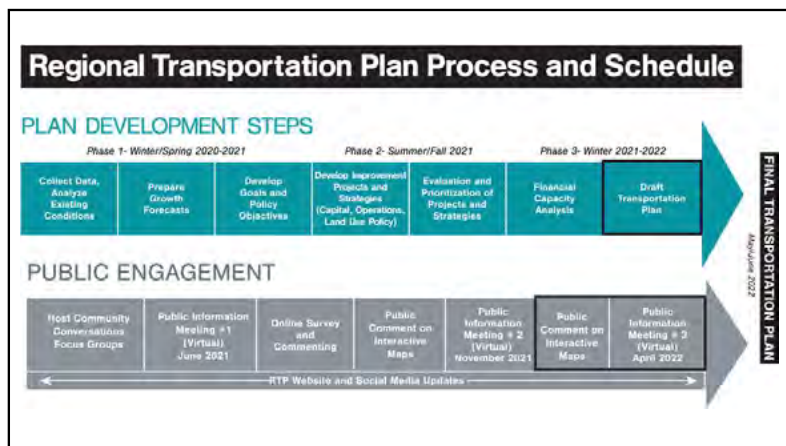 Regional Transportation Plan Process and Schedule
PLAN DEVELOPMENT STEPS
Phase 1- Winter/Spring 2020-2021
Phase 2- Summer/Fall 2021
Phase 3- Winter 2021-2022
Collect Data,
Analyze
Existing
Conditions
Prepare
Growth
Forecasts
Develop
Goals and
Policy
Objectives
Develop Improvement
Projects and
Strategies
(Capital, Operations,
Land Use Policy)
Evaluation and
Prioritization of
Projects and
Strategies
Financial
Capacity
Analysis
Draft
Transportation
Plan
PUBLIC ENGAGEMENT
Host Community
Conversations
Focus Groups
Public Information
Meeting #1
(Virtual)
June 2021
Online Survey
and
Commenting
Public
Comment on
Interactive
Maps
Public
Information
Meeting # 2
(Virtual)
November 2021
Public
Comment on
Interactive
Maps
Public
Information
Meeting # 3
(Virtual)
April 2022
RTP Website and Social Media Updates
FINAL TRANSPORTATION PLAN
May/June 2022